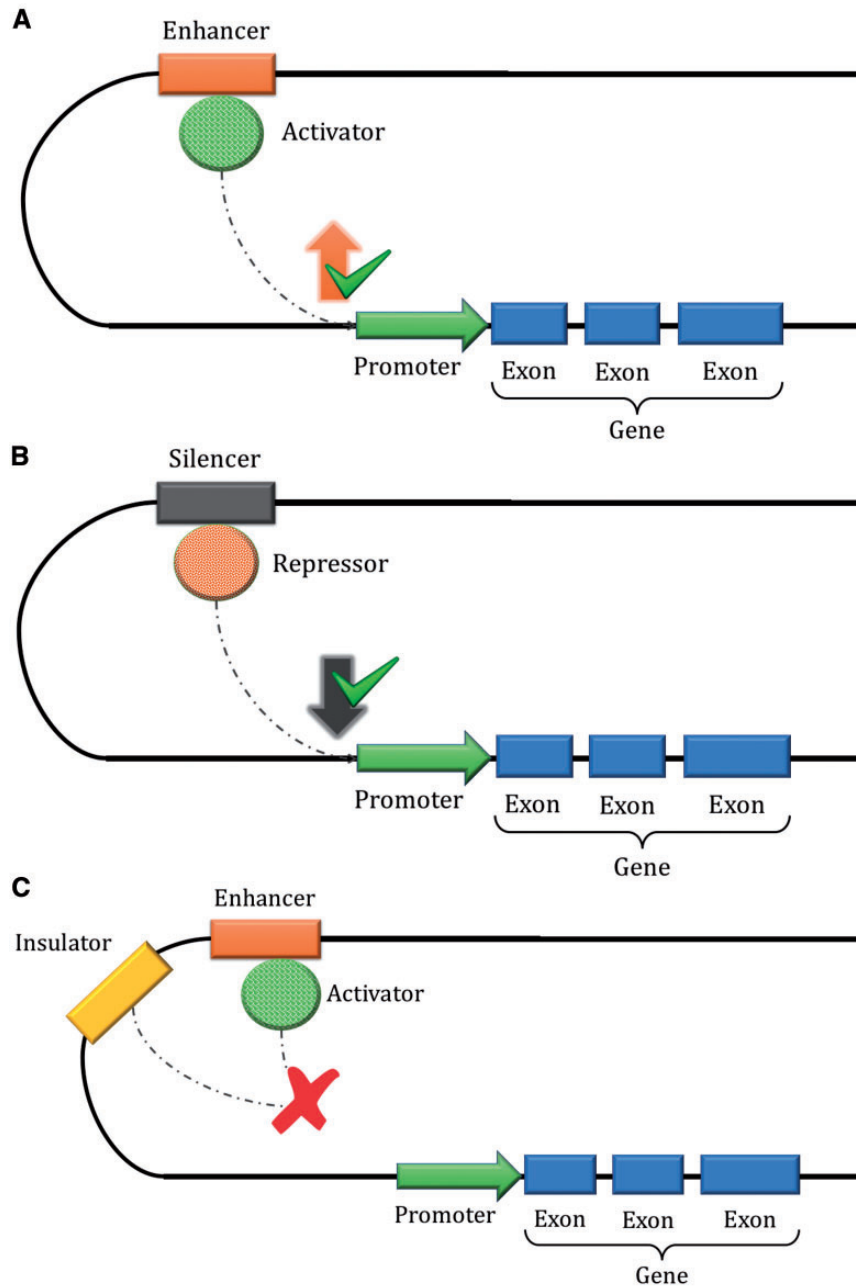 A
Enhancer
Activator
Promoter
Exon Exon Exon
Gene
B
Silencer
Repressor
Promoter
Exon Exon Exon
Gene
C
Enhancer
Insulator
Activator
Promoter
Exon Exon Exon
Gene